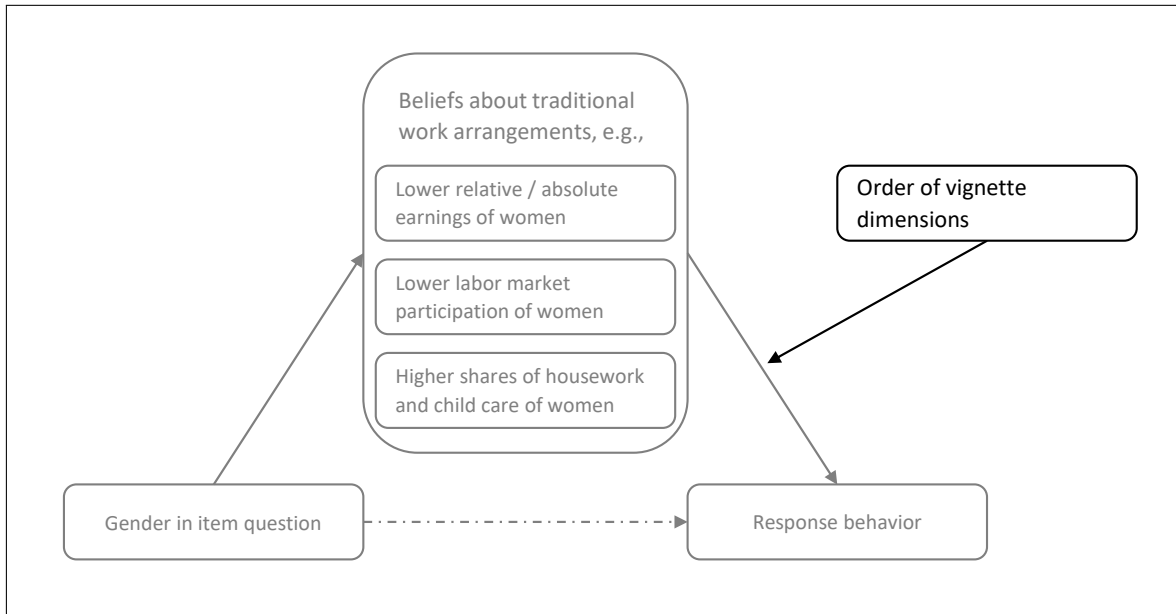 Beliefs about traditional
work arrangements, e.g.,
Lower relative / absolute
earnings of women
Lower labor market
participation of women
Higher shares of housework
and child care of women
Order of vignette
dimensions
Gender in item question
Response behavior